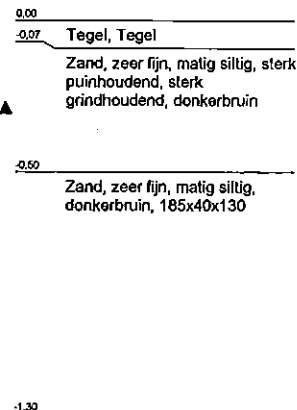 0,00
-0,07 Tegel, Tegel
Zand, zeer fijn, matig siltig, sterk
puinhoudend, sterk
grindhoudend, donkerbruin
-0.50
Zand, zeer fijn, matig siltig,
donkerbruin, 185x40x130
-1.30